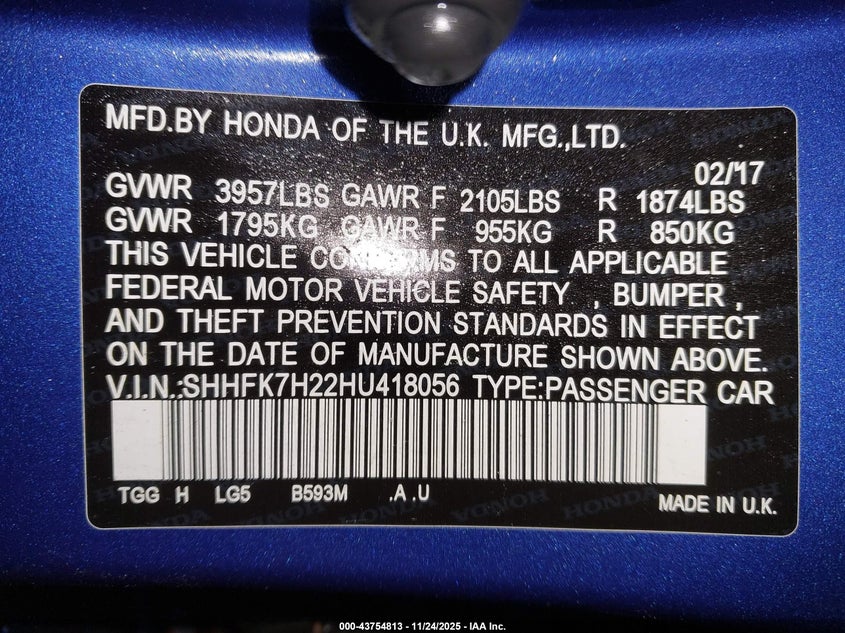 MFD.BY HONDA OF THE U.K. MFG.,LTD.
02/'17
GVWR 3957LBS GAWR F 2105LBS R 1874LBS
GVWR 1795KG GAWR F 955KG R 850KG
THIS VEHICLE CONFORMS TO ALL APPLICABLE
FEDERAL MOTOR VEHICLE SAFETY , BUMPER ,
AND THEFT PREVENTION STANDARDS IN EFFECT
ON THE DATE OF MANUFACTURE SHOWN ABOVE.
V.I.N.:SHHFK7H22HU418056 TYPE:PASSENGER CAR
TGG H LG5 B593M .A .U
MADE IN U.K.
000-43754813 - 11/24/2025 - IAA Inc.